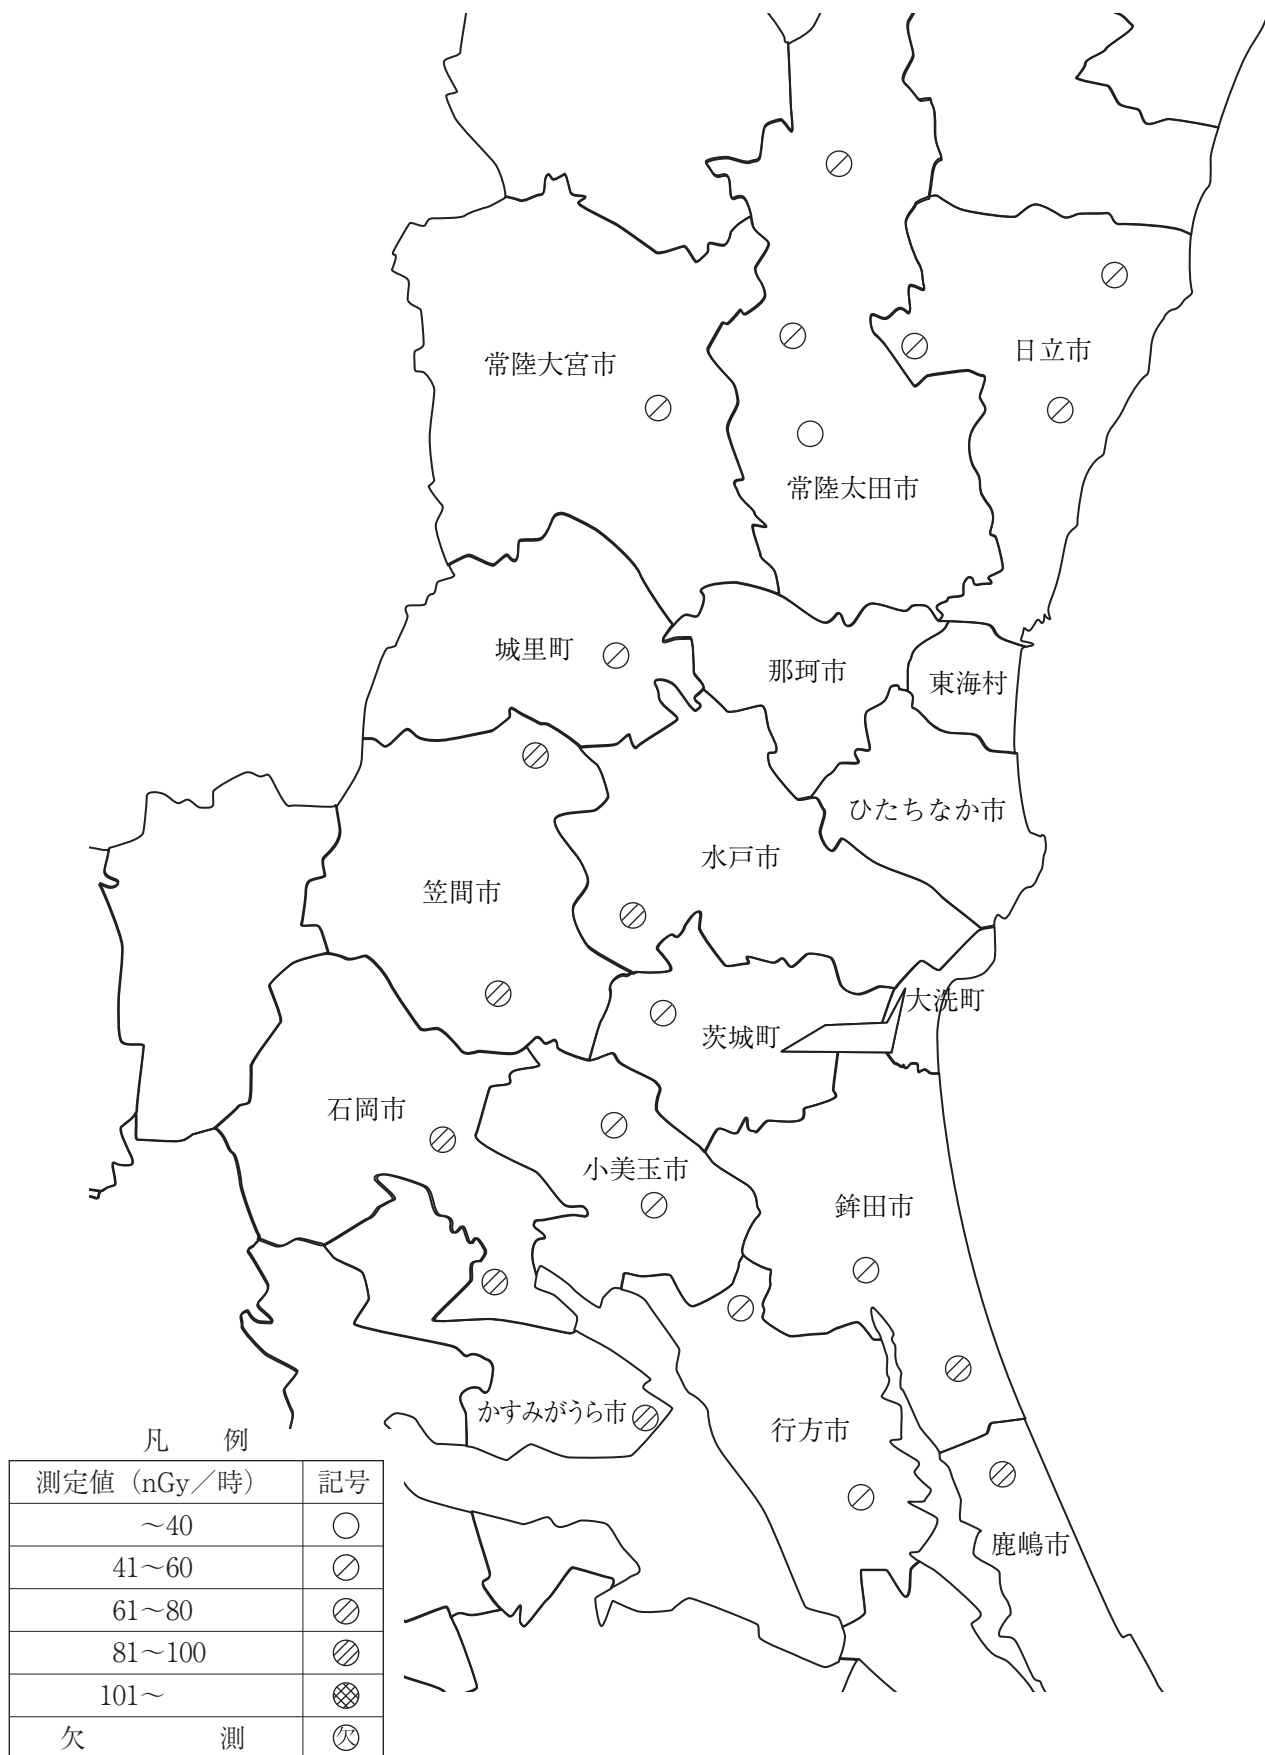 日立市
常陸大宮市
常陸太田市
城里町
那珂市
東海村
ひたちなか市
水戸市
笠間市
大洗町
茨城町
石岡市
小美玉市
鉾田市
かすみがうら市
行方市
鹿嶋市
凡 例
測定値（nGy／時） 記号
～40
41～60
61～80
81～100
101～
欠 測 欠